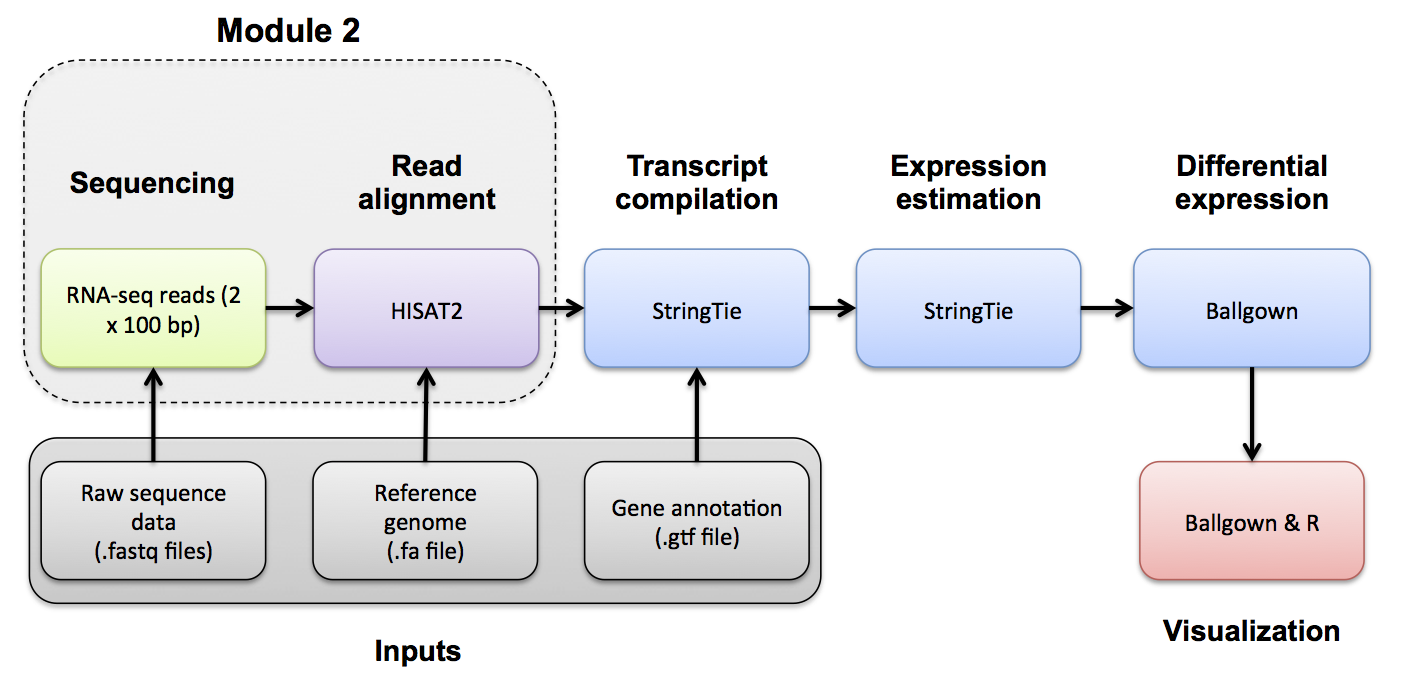 Module 2
Sequencing
Read
alignment
Transcript
compilation
Expression
estimation
Differential
expression
RNA-seq reads (2
x 100 bp)
HISAT2
StringTie
StringTie
Ballgown
Raw sequence
data
(.fastq files)
Reference
genome
(.fa file)
Gene annotation
(.gtf file)
Ballgown & R
Inputs
Visualization